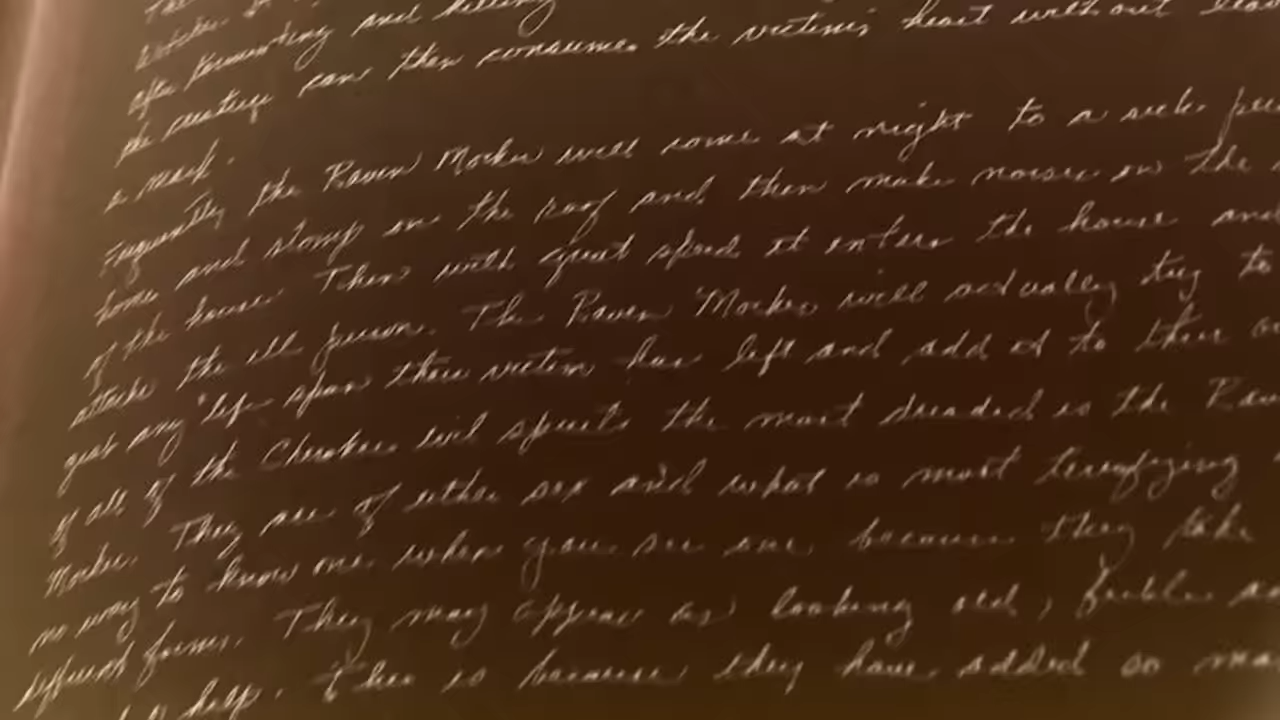 The
after tormenting and killing
the creature can then consume the victims heart without
a mark.
Frequently the Raven Mocker will come at night to a sick
home and stomp on the roof and then make noise on the
of the house. Then with great speed it enters the house and
attacks the ill person. The Raven Mocker will actually try to
grab any life span their victim has left and add it to their
of all of the Cherokee evil spirits the most dreaded is the
Mocker. They are of either sex and what is most terrifying
no way to know one when you see one because they take
different forms. They may appear as looking old, feeble
help. This is because they have added so